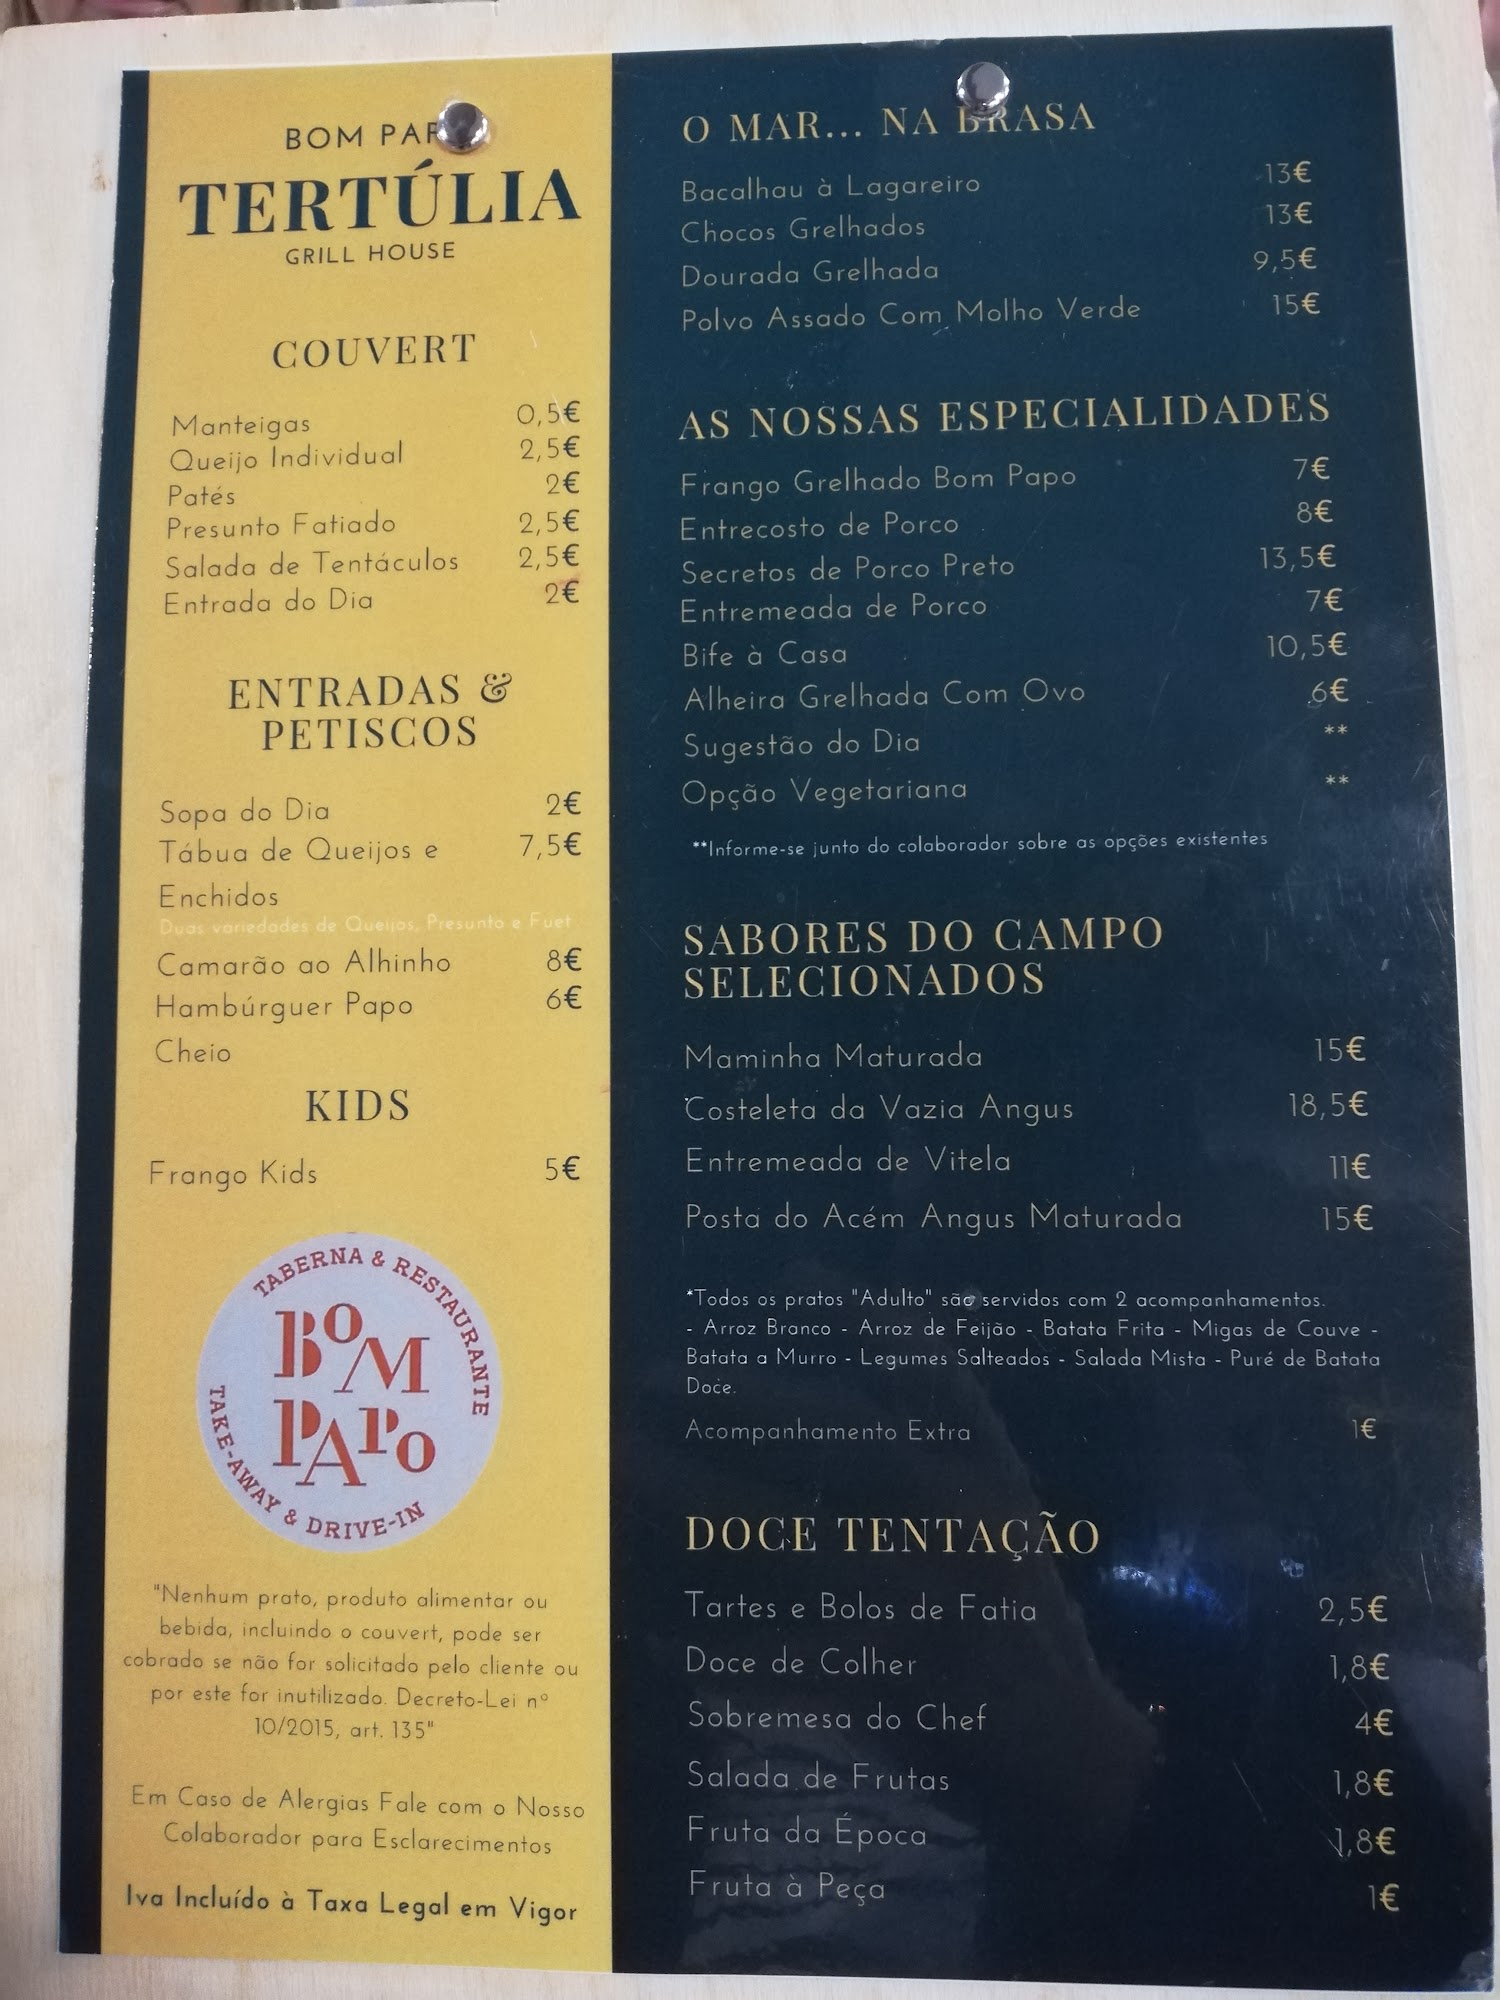 BOM PAP
TERTÚLIA
GRILL HOUSE
COUVERT
Manteigas 0,5€
Queijo Individual 2,5€
Patés 2€
Presunto Fatiado 2,5€
Salada de Tentáculos 2,5€
Entrada do Dia 2€
ENTRADAS &
PETISCOS
Sopa do Dia 2€
Tábua de Queijos e 7,5€
Enchidos
Duas variedades de Queijos, Presunto e Fuet
Camarão ao Alhinho 8€
Hambúrguer Papo 6€
Cheio
KIDS
Frango Kids 5€
TABERNA & RESTAURANTE
BOM
PAPO
TAKE-AWAY & DRIVE-IN
"Nenhum prato, produto alimentar ou
bebida, incluindo o couvert, pode ser
cobrado se não for solicitado pelo cliente ou
por este for inutilizado. Decreto-Lei nº
10/2015, art. 135"
Em Caso de Alergias Fale com o Nosso
Colaborador para Esclarecimentos
Iva Incluído à Taxa Legal em Vigor
O MAR... NA BRASA
Bacalhau à Lagareiro 13€
Chocos Grelhados 13€
Dourada Grelhada 9,5€
Polvo Assado Com Molho Verde 15€
AS NOSSAS ESPECIALIDADES
Frango Grelhado Bom Papo 7€
Entrecosto de Porco 8€
Secretos de Porco Preto 13,5€
Entremeada de Porco 7€
Bife à Casa 10,5€
Alheira Grelhada Com Ovo 6€
Sugestão do Dia **
Opção Vegetariana **
**Informe-se junto do colaborador sobre as opções existentes
SABORES DO CAMPO
SELECIONADOS
Maminha Maturada 15€
Costeleta da Vazia Angus 18,5€
Entremeada de Vitela 11€
Posta do Acém Angus Maturada 15€
*Todos os pratos "Adulto" são servidos com 2 acompanhamentos.
- Arroz Branco - Arroz de Feijão - Batata Frita - Migas de Couve -
Batata a Murro - Legumes Salteados - Salada Mista - Puré de Batata
Doce.
Acompanhamento Extra 1€
DOCE TENTAÇÃO
Tartes e Bolos de Fatia 2,5€
Doce de Colher 1,8€
Sobremesa do Chef 4€
Salada de Frutas 1,8€
Fruta da Época 1,8€
Fruta à Peça 1€